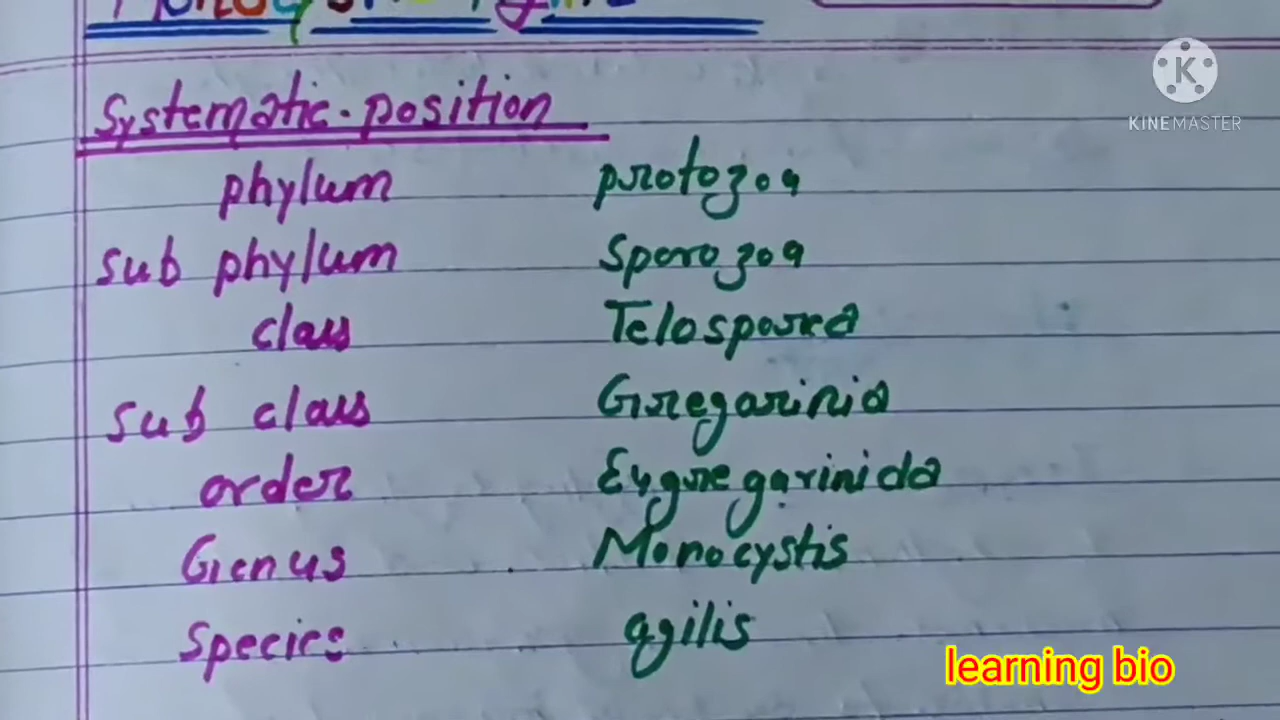 Systematic-position
KINEMASTER
phylum protozoa
sub phylum Sporozoa
class Telosporea
sub class Gregarinia
order Eugregarinida
Genus Monocystis
Species agilis
learning bio